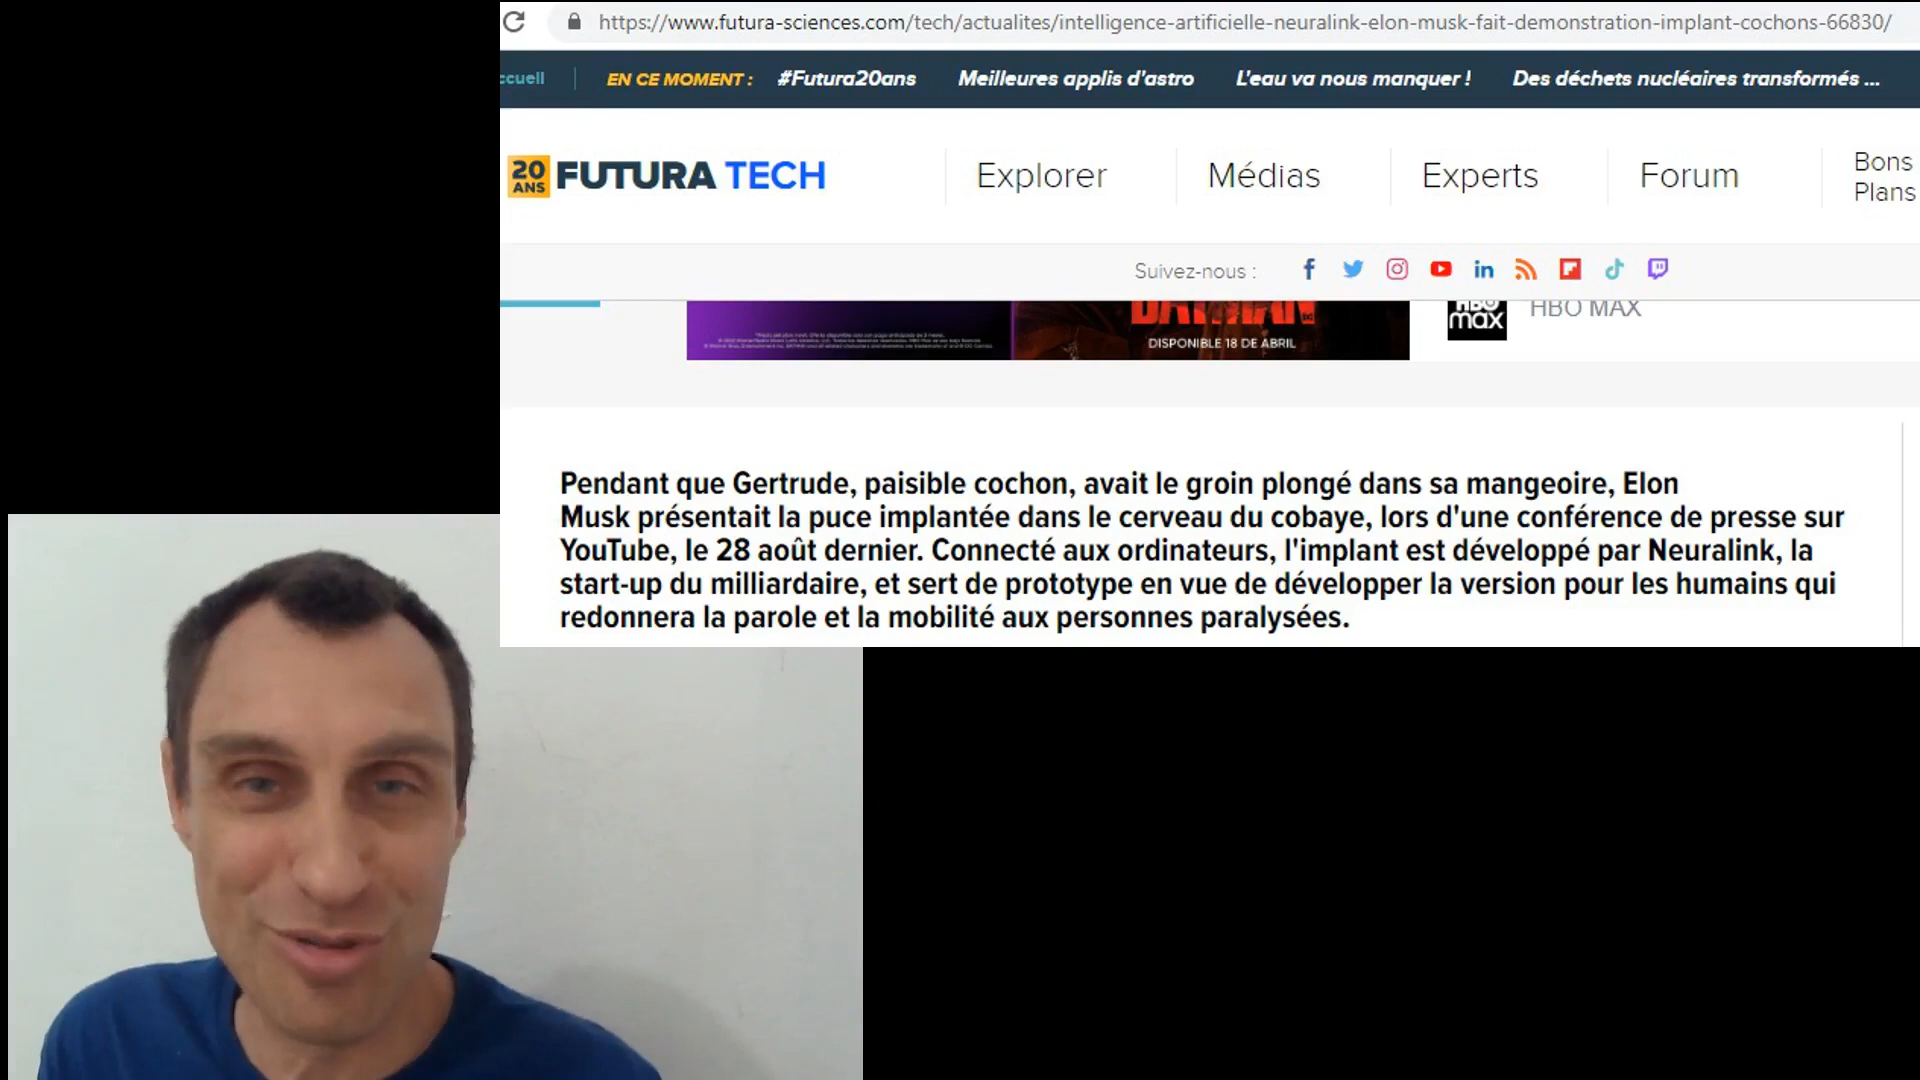 https://www.futura-sciences.com/tech/actualites/intelligence-artificielle-neuralink-elon-musk-fait-demonstration-implant-cochons-66830/
ccueil EN CE MOMENT : #Futura20ans Meilleures applis d'astro L'eau va nous manquer ! Des déchets nucléaires transformés ...
20 ANS FUTURA TECH Explorer Médias Experts Forum Bons Plans
Suivez-nous :
BATMAN
HBO max HBO MAX
DISPONIBLE 18 DE ABRIL
Pendant que Gertrude, paisible cochon, avait le groin plongé dans sa mangeoire, Elon
Musk présentait la puce implantée dans le cerveau du cobaye, lors d'une conférence de presse sur
YouTube, le 28 août dernier. Connecté aux ordinateurs, l'implant est développé par Neuralink, la
start-up du milliardaire, et sert de prototype en vue de développer la version pour les humains qui
redonnera la parole et la mobilité aux personnes paralysées.